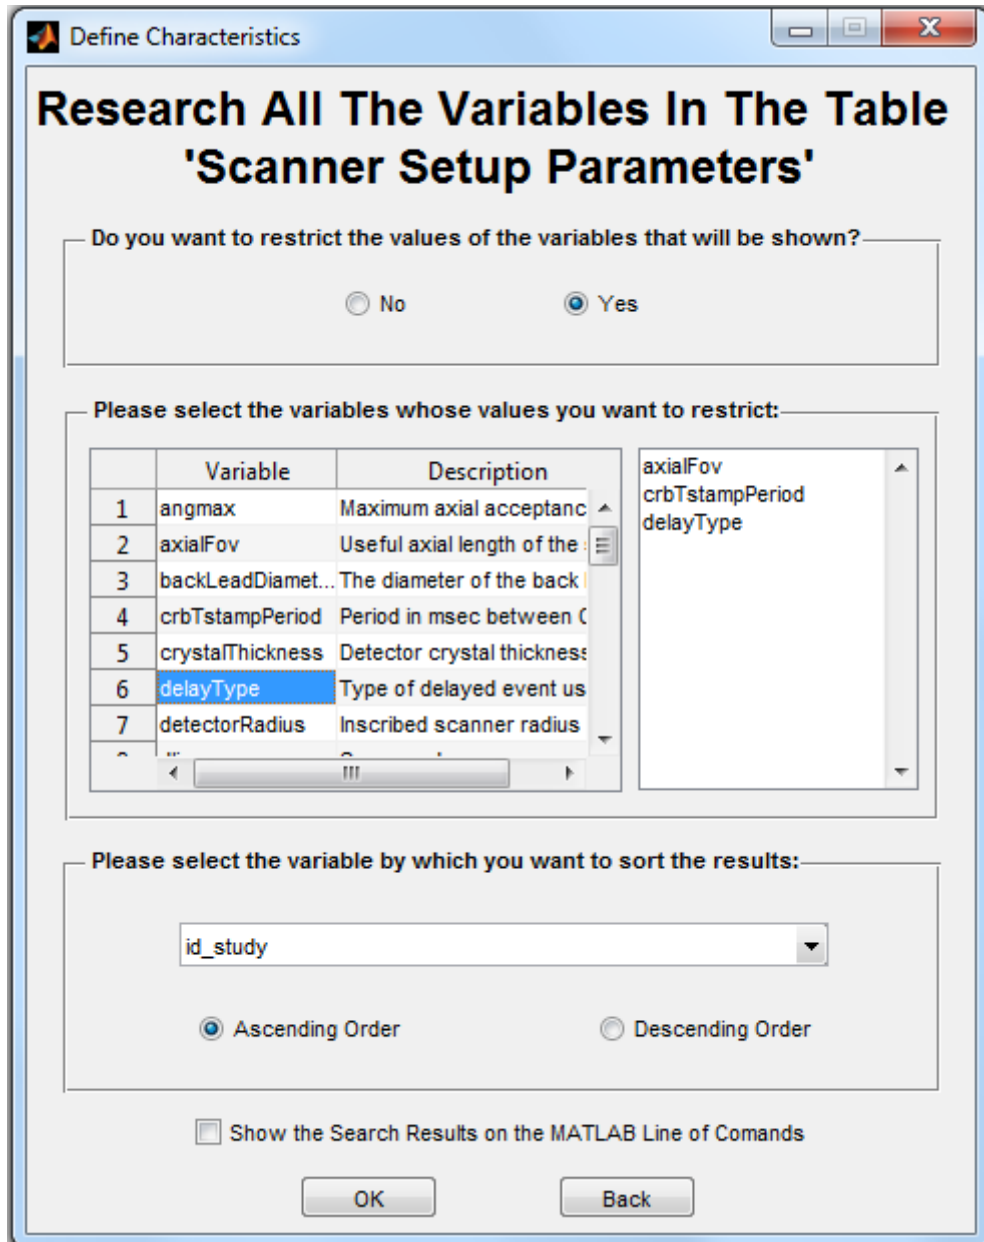 Define Characteristics
Research All The Variables In The Table
'Scanner Setup Parameters'
Do you want to restrict the values of the variables that will be shown?
No Yes
Please select the variables whose values you want to restrict:
Variable Description
1 angmax Maximum axial acceptanc
2 axialFov Useful axial length of the
3 backLeadDiamet... The diameter of the back
4 crbTstampPeriod Period in msec between
5 crystalThickness Detector crystal thickness
6 delayType Type of delayed event us
7 detectorRadius Inscribed scanner radius
axialFov
crbTstampPeriod
delayType
Please select the variable by which you want to sort the results:
id_study
Ascending Order Descending Order
Show the Search Results on the MATLAB Line of Comands
OK Back